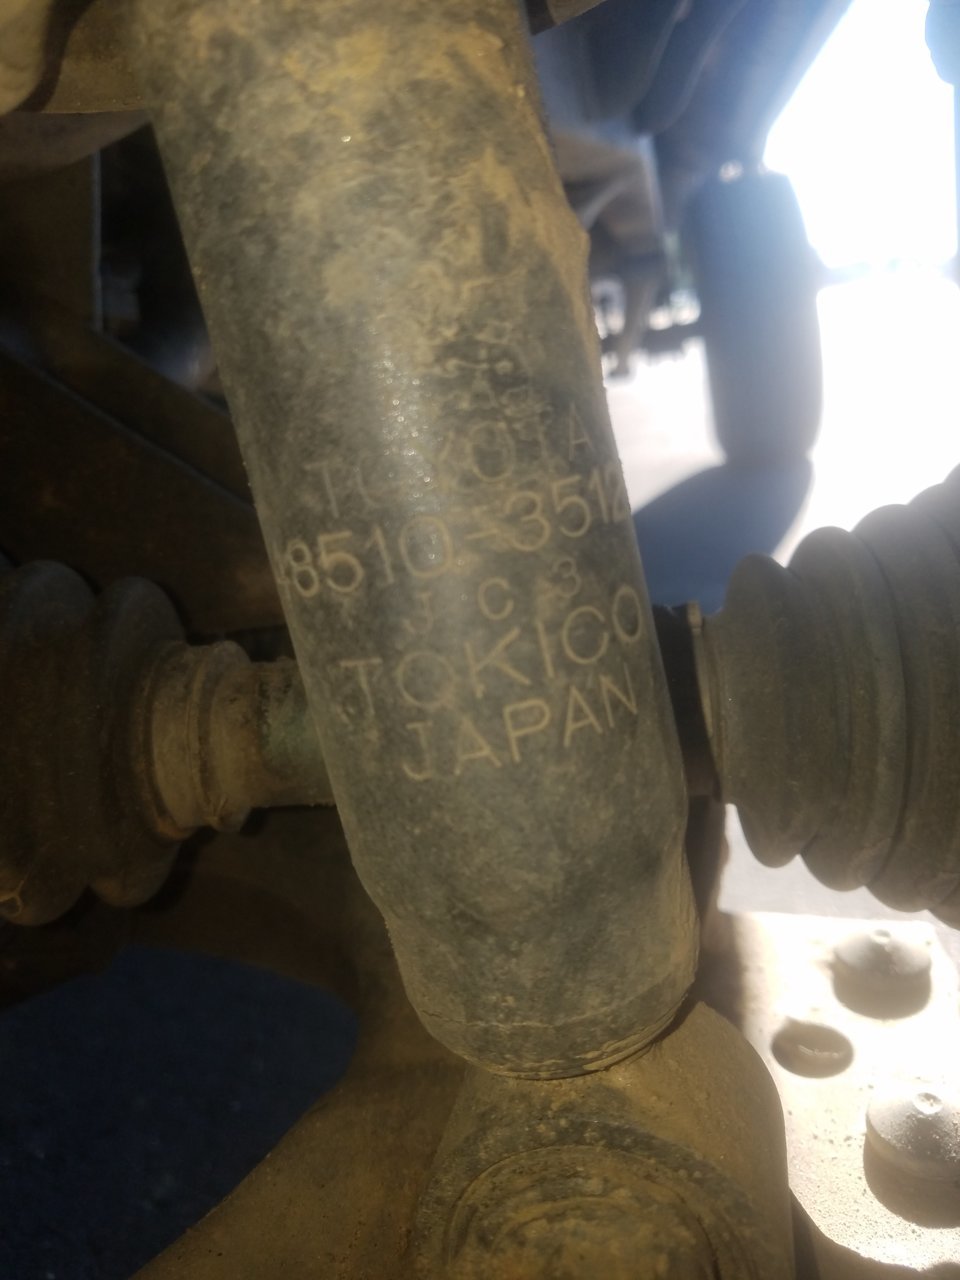 TOYOTA
48510-3512
J C 3
TOKICO
JAPAN